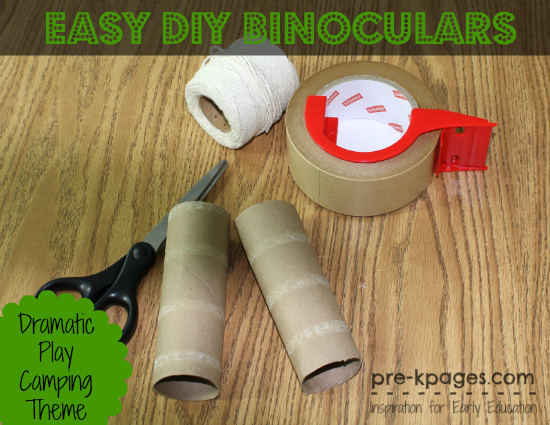 EASY DIY BINOCULARS
Dramatic
Play
Camping
Theme
pre-kpages.com
Inspiration for Early Education